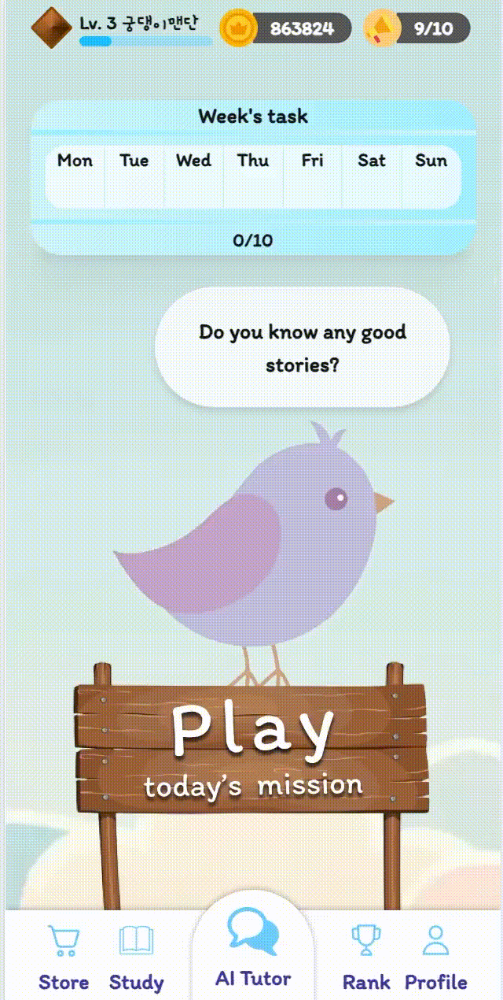 Lv. 3 궁댕이맨단
863824
9/10
Week's task
Mon Tue Wed Thu Fri Sat Sun
0/10
Do you know any good
stories?
Play
today's mission
Store Study AI Tutor Rank Profile